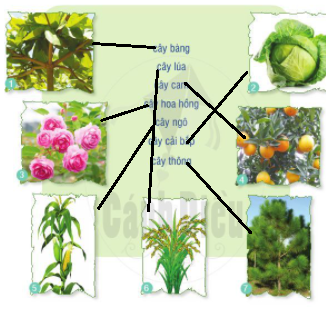 cây bàng
cây lúa
cây cam
cây hoa hồng
cây ngô
cây cải bắp
cây thông
1
2
3
4
5
6
7
Cánh Diều